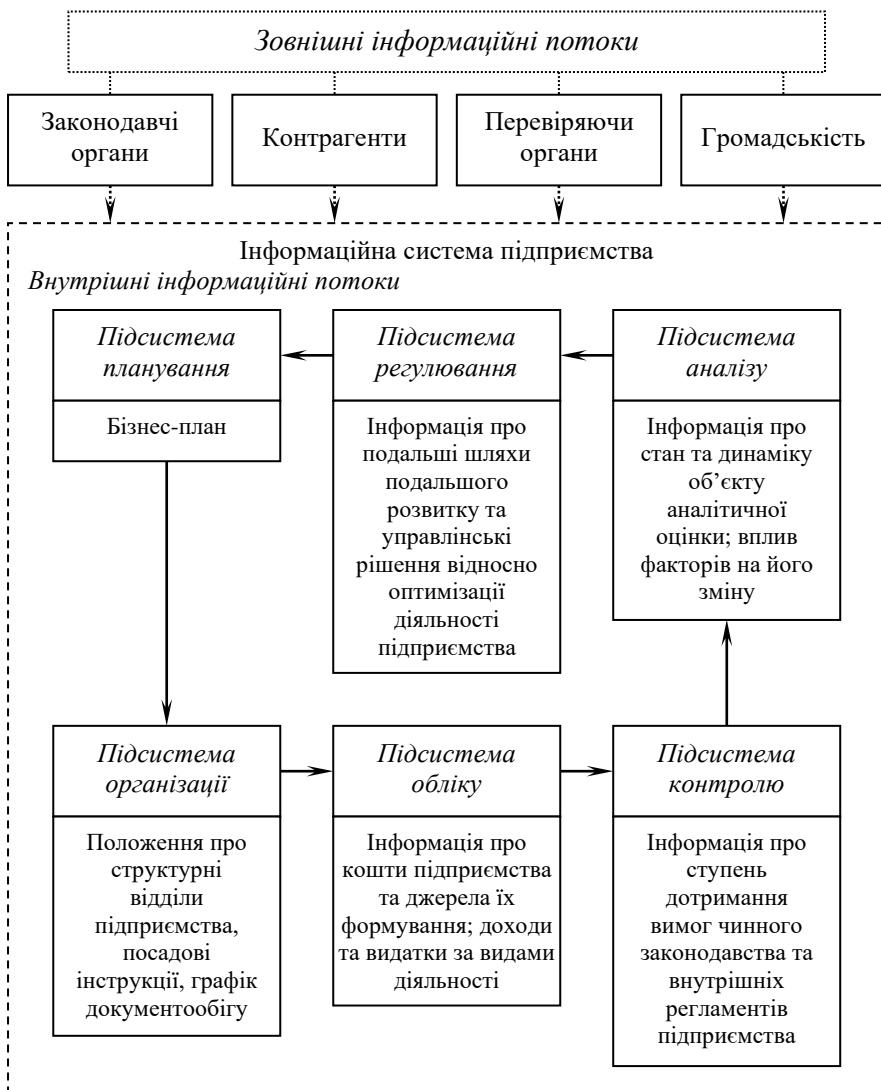 Зовнішні інформаційні потоки
Законодавчі
органи
Контрагенти
Перевіряючи
органи
Громадськість
Інформаційна система підприємства
Внутрішні інформаційні потоки
Підсистема
планування
Бізнес-план
Підсистема
регулювання
Інформація про
подальші шляхи
подальшого
розвитку та
управлінські
рішення відносно
оптимізації
діяльності
підприємства
Підсистема
аналізу
Інформація про
стан та динаміку
об’єкту
аналітичної
оцінки; вплив
факторів на його
зміну
Підсистема
організації
Положення про
структурні
відділи
підприємства,
посадові
інструкції, графік
документообігу
Підсистема
обліку
Інформація про
кошти підприємства
та джерела їх
формування; доходи
та видатки за видами
діяльності
Підсистема
контролю
Інформація про
ступень
дотримання
вимог чинного
законодавства та
внутрішніх
регламентів
підприємства